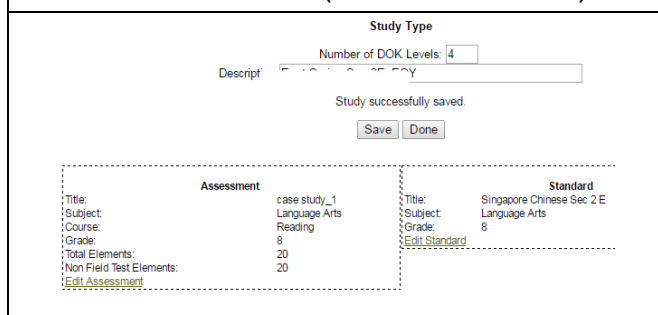 Study Type
Number of DOK Levels: 4
Study successfully saved.
Save Done
Assessment
Title: case study_1
Subject: Language Arts
Course: Reading
Grade: 8
Total Elements: 20
Non Field Test Elements: 20
Edit Assessment
Standard
Title: Singapore Chinese Sec 2 E
Subject: Language Arts
Grade: 8
Edit Standard